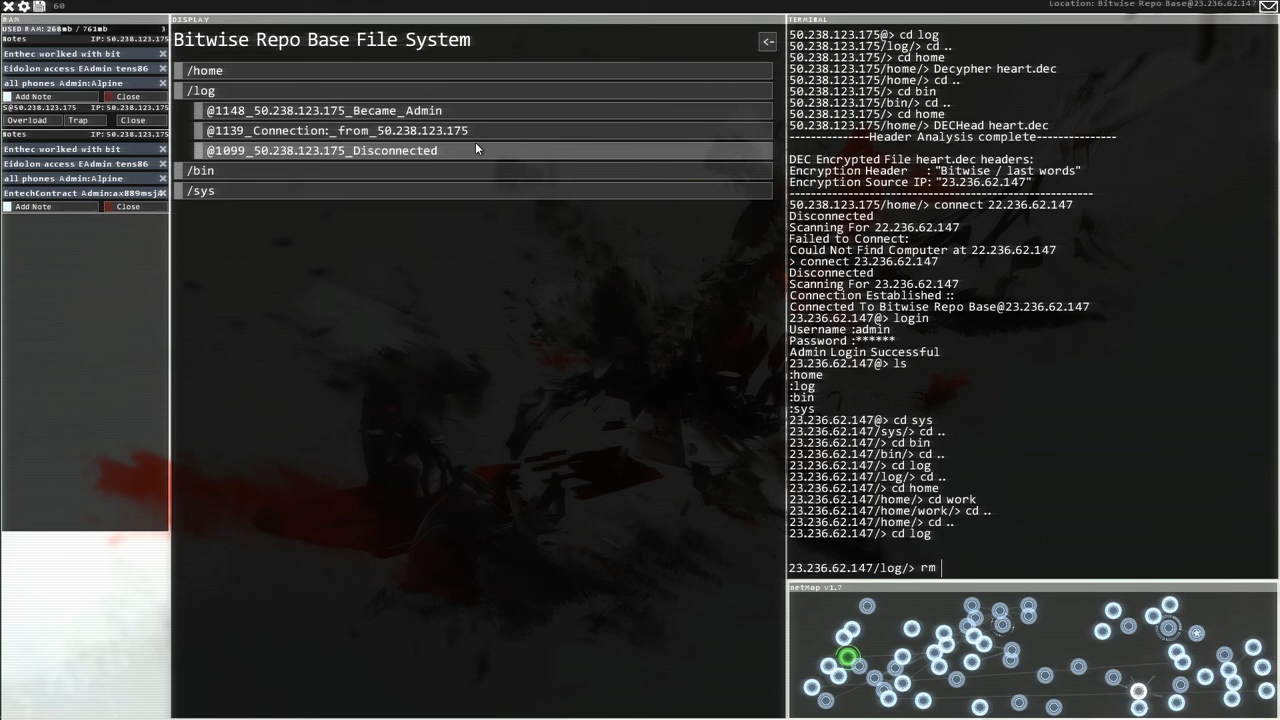 60
Location: Bitwise Repo Base@23.236.62.147
RAM
USED RAM: 268mb / 761mb 3
Notes IP: 50.238.123.175
Enthec worlked with bit
Eidolon access EAdmin tens86
all phones Admin:Alpine
Add Note Close
IP:50.238.123.175
Overload Trap Close
Notes IP: 50.238.123.175
Enthec worlked with bit
Eidolon access EAdmin tens86
all phones Admin:Alpine
EntechContract
Add Note Close
DISPLAY
Bitwise Repo Base File System
<-
/home
/log
@1148_50.238.123.175_Became_Admin
@1139_Connection:_from_50.238.123.175
@1099_50.238.123.175_Disconnected
/bin
/sys
TERMINAL
50.238.123.175@> cd log
50.238.123.175/log/> cd ..
50.238.123.175/> cd home
50.238.123.175/home/> Decypher heart.dec
50.238.123.175/home/> cd ..
50.238.123.175/> cd bin
50.238.123.175/bin/> cd ..
50.238.123.175/> cd home
50.238.123.175/home/> DECHead heart.dec
---------------Header Analysis complete---------------
DEC Encrypted File heart.dec headers:
Encryption Header : "Bitwise / last words"
Encryption Source IP: "23.236.62.147"
---------------------------------------------------------
50.238.123.175/home/> connect 22.236.62.147
Disconnected
Scanning For 22.236.62.147
Failed to Connect:
Could Not Find Computer at 22.236.62.147
> connect 23.236.62.147
Disconnected
Scanning For 23.236.62.147
Connection Established ::
Connected To Bitwise Repo Base@23.236.62.147
23.236.62.147@> login
Username :admin
Password :******
Admin Login Successful
23.236.62.147@> ls
:home
:log
:bin
:sys
23.236.62.147@> cd sys
23.236.62.147/sys/> cd ..
23.236.62.147/> cd bin
23.236.62.147/bin/> cd ..
23.236.62.147/> cd log
23.236.62.147/log/> cd ..
23.236.62.147/> cd home
23.236.62.147/home/> cd work
23.236.62.147/home/work/> cd ..
23.236.62.147/home/> cd ..
23.236.62.147/> cd log
23.236.62.147/log/> rm
netMap v1.7